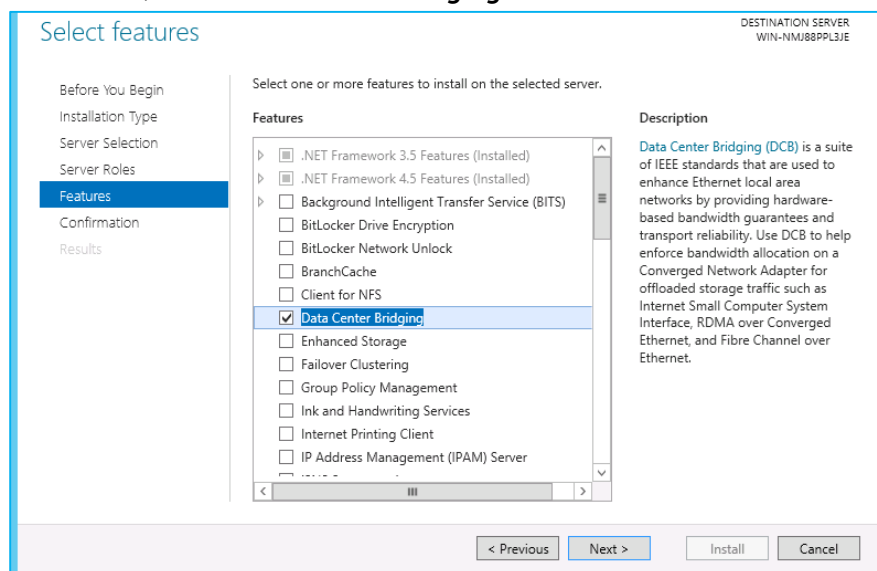 Select features
DESTINATION SERVER
WIN-NMJ88PPL3JE
Before You Begin
Installation Type
Server Selection
Server Roles
Features
Confirmation
Results
Select one or more features to install on the selected server.
Features
.NET Framework 3.5 Features (Installed)
.NET Framework 4.5 Features (Installed)
Background Intelligent Transfer Service (BITS)
BitLocker Drive Encryption
BitLocker Network Unlock
BranchCache
Client for NFS
Data Center Bridging
Enhanced Storage
Failover Clustering
Group Policy Management
Ink and Handwriting Services
Internet Printing Client
IP Address Management (IPAM) Server
Description
Data Center Bridging (DCB) is a suite
of IEEE standards that are used to
enhance Ethernet local area
networks by providing hardware-
based bandwidth guarantees and
transport reliability. Use DCB to help
enforce bandwidth allocation on a
Converged Network Adapter for
offloaded storage traffic such as
Internet Small Computer System
Interface, RDMA over Converged
Ethernet, and Fibre Channel over
Ethernet.
< Previous
Next >
Install
Cancel